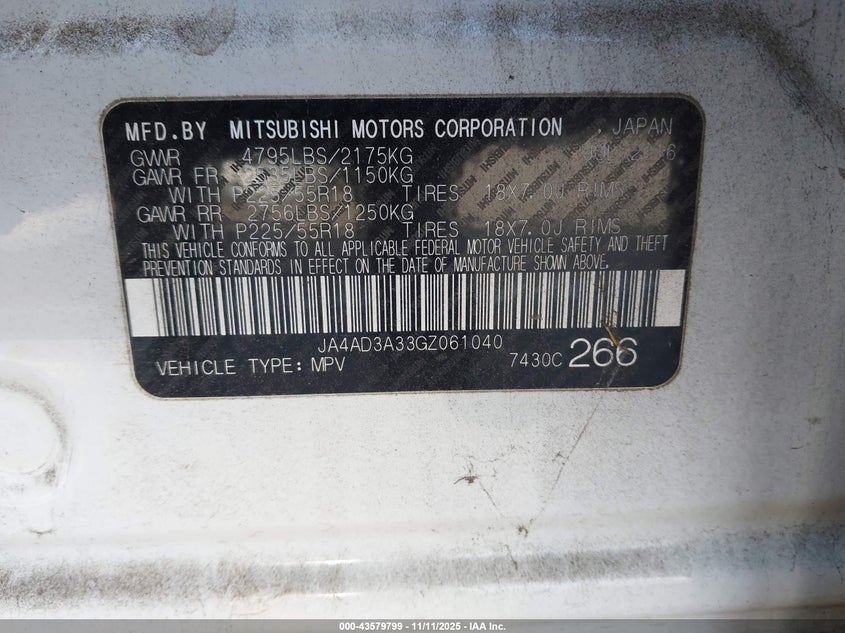 MFD.BY MITSUBISHI MOTORS CORPORATION JAPAN
GVWR 4795LBS/2175KG
GAWR FR 1150KG
WITH P225/55R18 TIRES 18X7.0J RIMS
GAWR RR 2756LBS/1250KG
WITH P225/55R18 TIRES 18X7.0J RIMS
THIS VEHICLE CONFORMS TO ALL APPLICABLE FEDERAL MOTOR VEHICLE SAFETY AND THEFT
PREVENTION STANDARDS IN EFFECT ON THE DATE OF MANUFACTURE SHOWN ABOVE.
JA4AD3A33GZ061040
VEHICLE TYPE: MPV 7430C 266
000-43579799 - 11/11/2025 - IAA Inc.